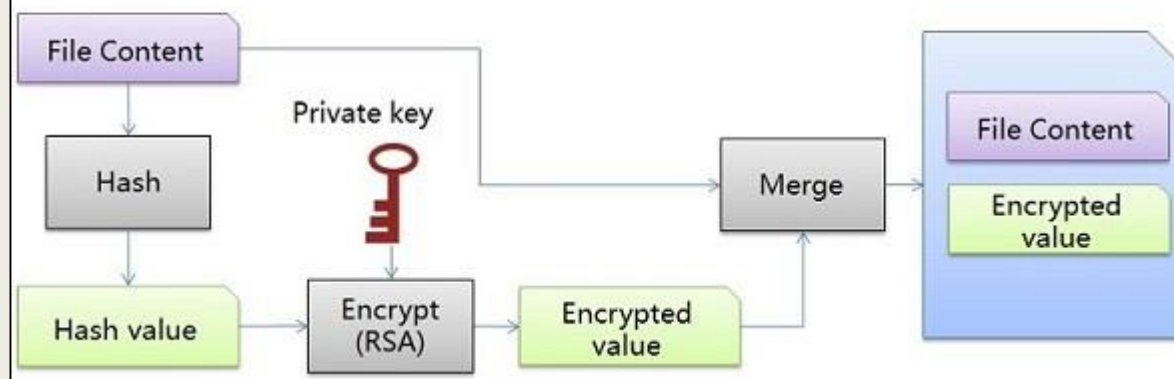 File Content
Private key
File Content
Hash
Merge
Encrypted
value
Hash value
Encrypt
(RSA)
Encrypted
value